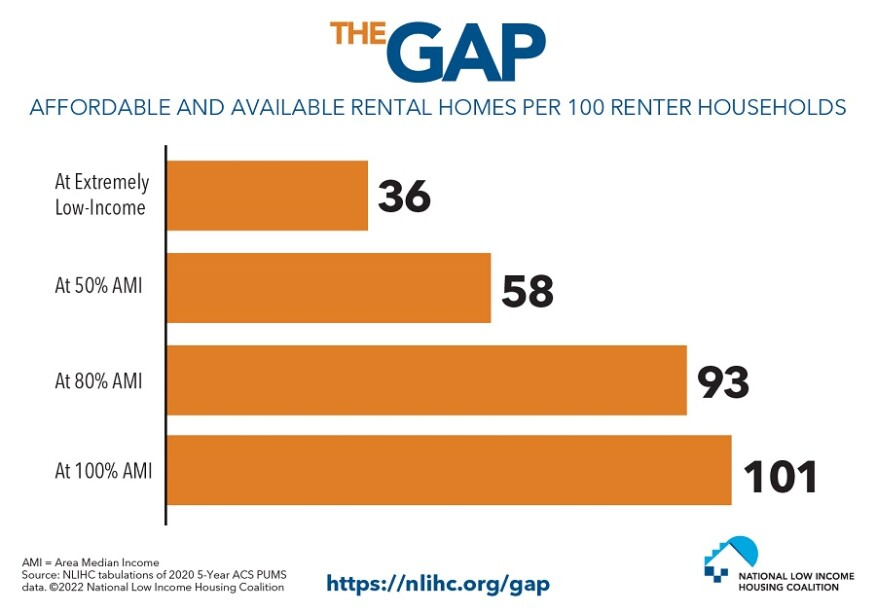 THE GAP
AFFORDABLE AND AVAILABLE RENTAL HOMES PER 100 RENTER HOUSEHOLDS
At Extremely
Low-Income
36
At 50% AMI
58
At 80% AMI
93
At 100% AMI
101
AMI = Area Median Income
Source: NLIHC tabulations of 2020 5-Year ACS PUMS
data. ©2022 National Low Income Housing Coalition
https://nlihc.org/gap
NATIONAL LOW INCOME
HOUSING COALITION